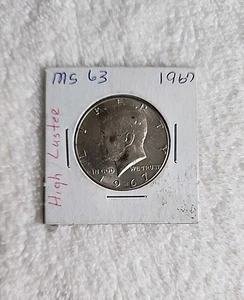 MS 63 1967
High Luster
LIBERTY
IN GOD WE TRUST
1967